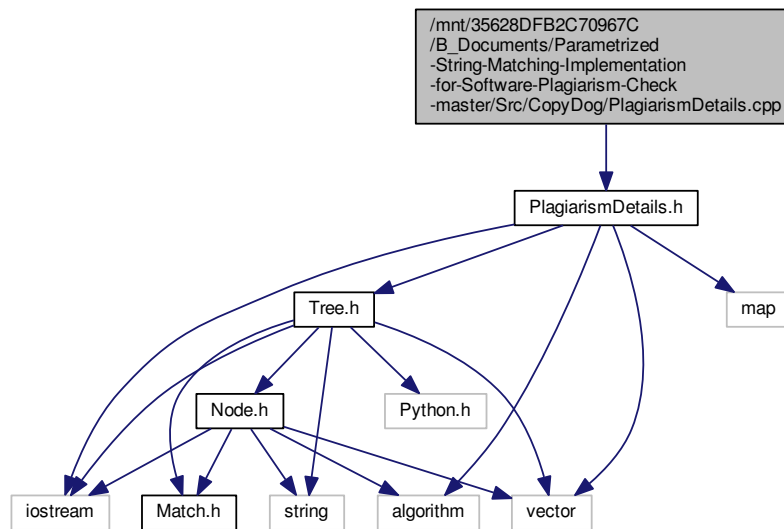 /mnt/35628DFB2C70967C
/B_Documents/Parametrized
-String-Matching-Implementation
-for-Software-Plagiarism-Check
-master/Src/CopyDog/PlagiarismDetails.cpp
PlagiarismDetails.h
Tree.h
map
Node.h
Python.h
iostream
Match.h
string
algorithm
vector